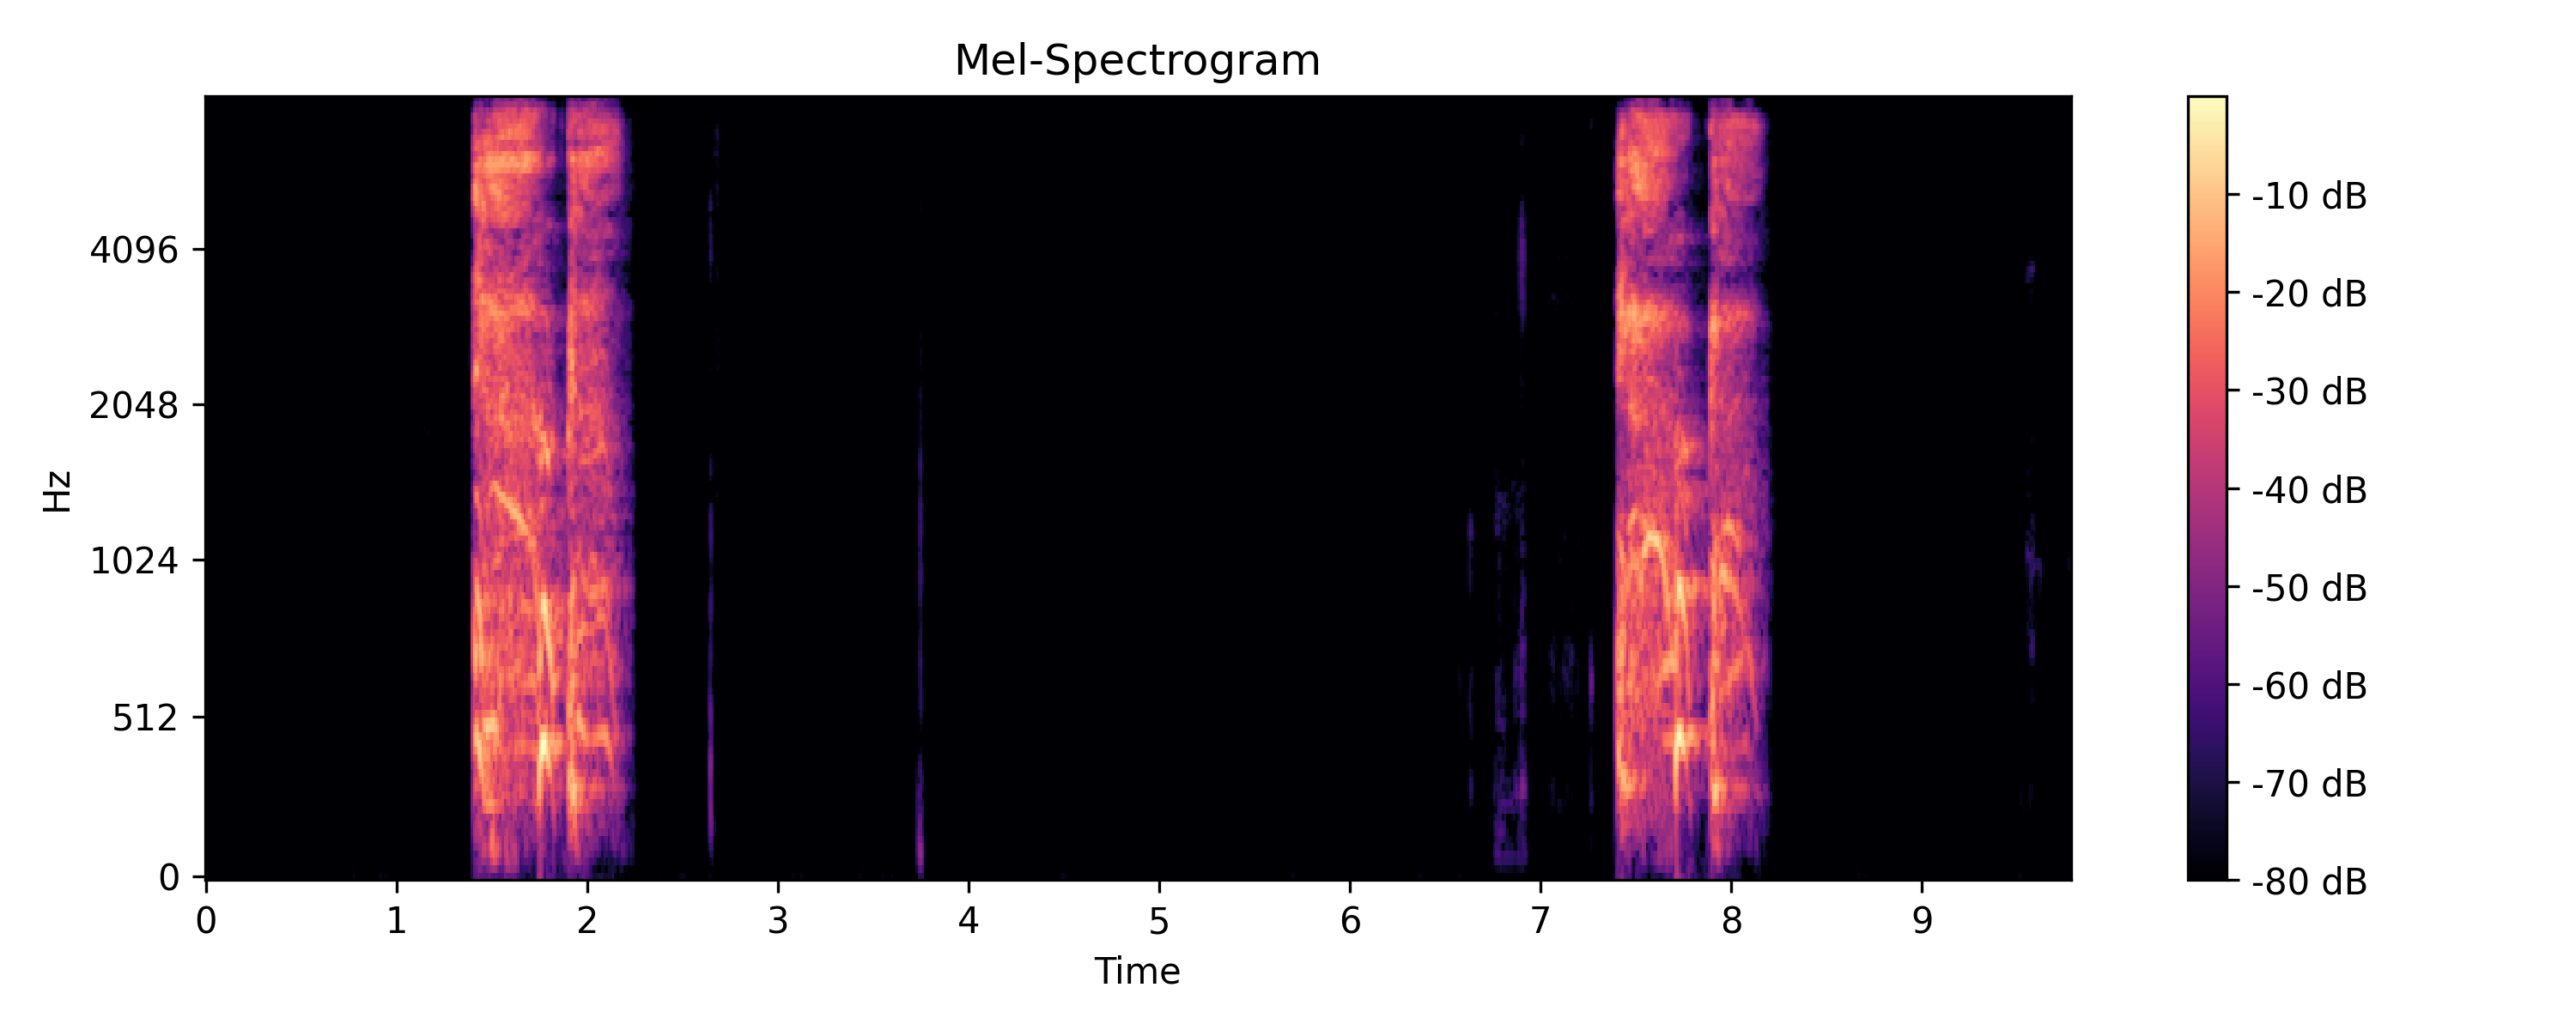 Mel-Spectrogram
Hz
4096
2048
1024
512
0
0 1 2 3 4 5 6 7 8 9
Time
-10 dB
-20 dB
-30 dB
-40 dB
-50 dB
-60 dB
-70 dB
-80 dB